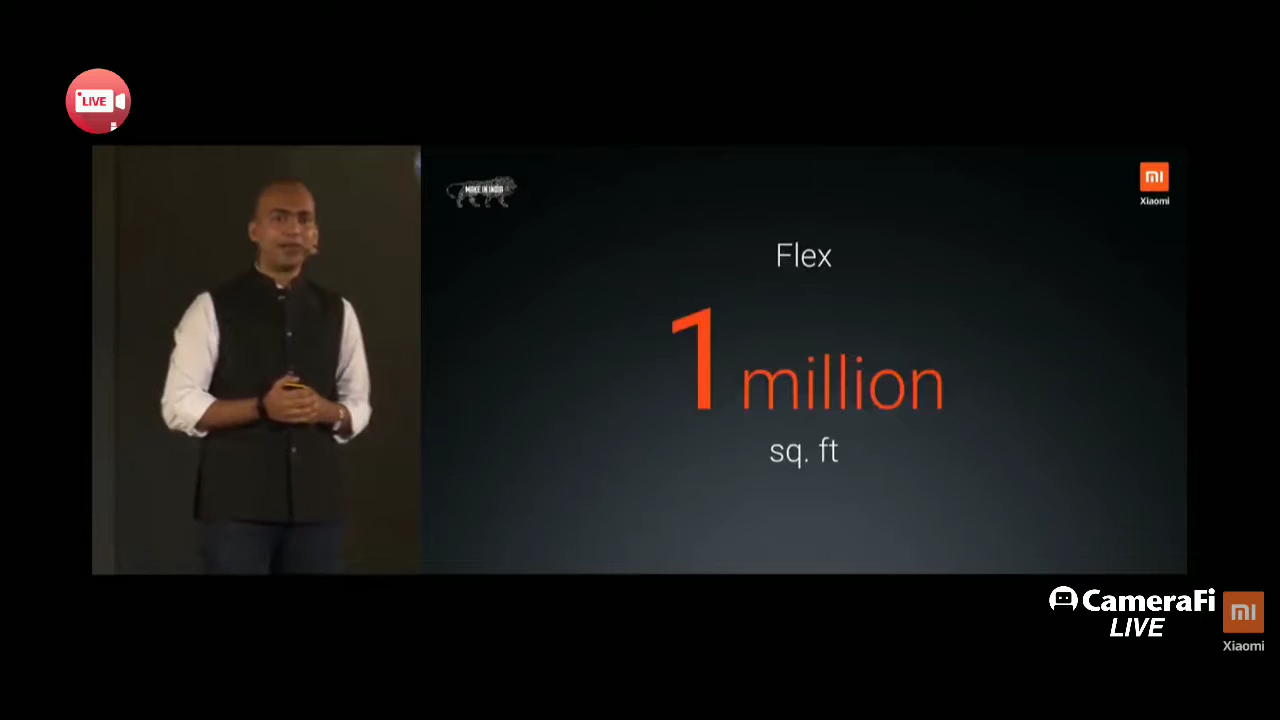 LIVE
MAKE IN INDIA
mi
Xiaomi
Flex
1 million
sq. ft
CameraFi
LIVE
mi
Xiaomi